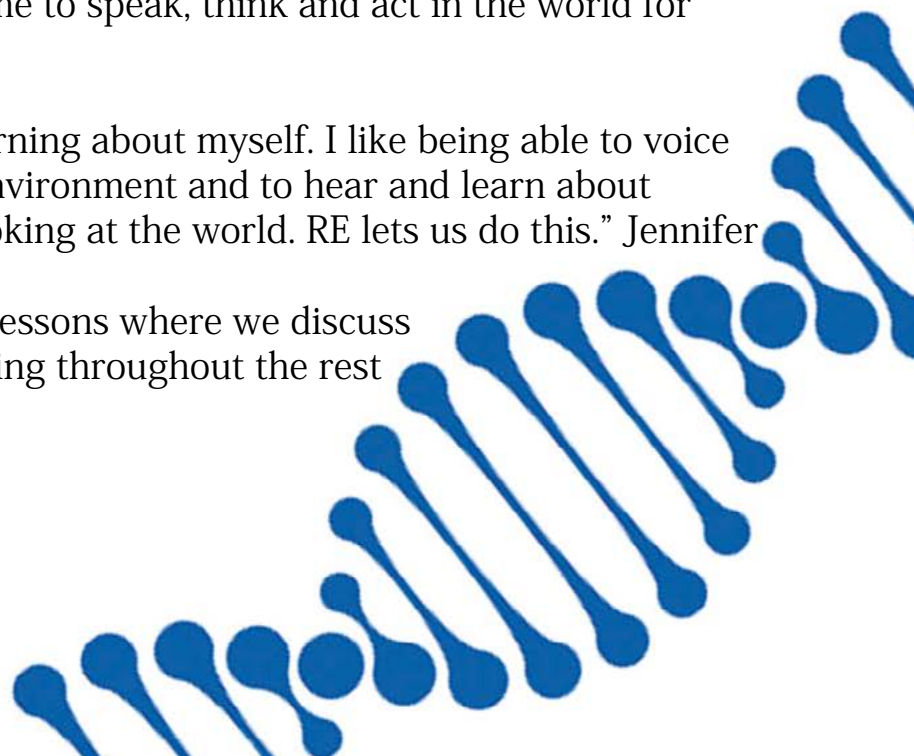 ne to speak, think and act in the world for
rning about myself. I like being able to voice
nvironment and to hear and learn about
oking at the world. RE lets us do this.” Jennifer
essons where we discuss
ing throughout the rest